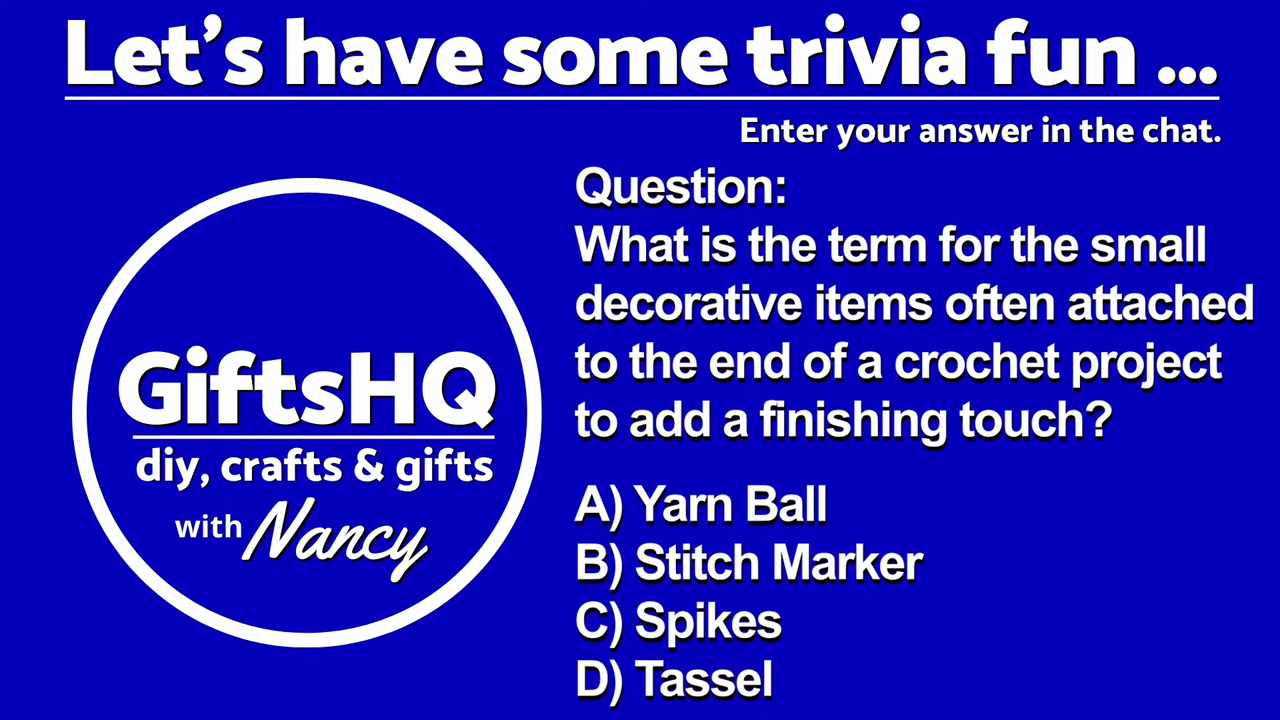 Let's have some trivia fun ...
Enter your answer in the chat.
GiftsHQ
diy, crafts & gifts
with Nancy
Question:
What is the term for the small
decorative items often attached
to the end of a crochet project
to add a finishing touch?
A) Yarn Ball
B) Stitch Marker
C) Spikes
D) Tassel